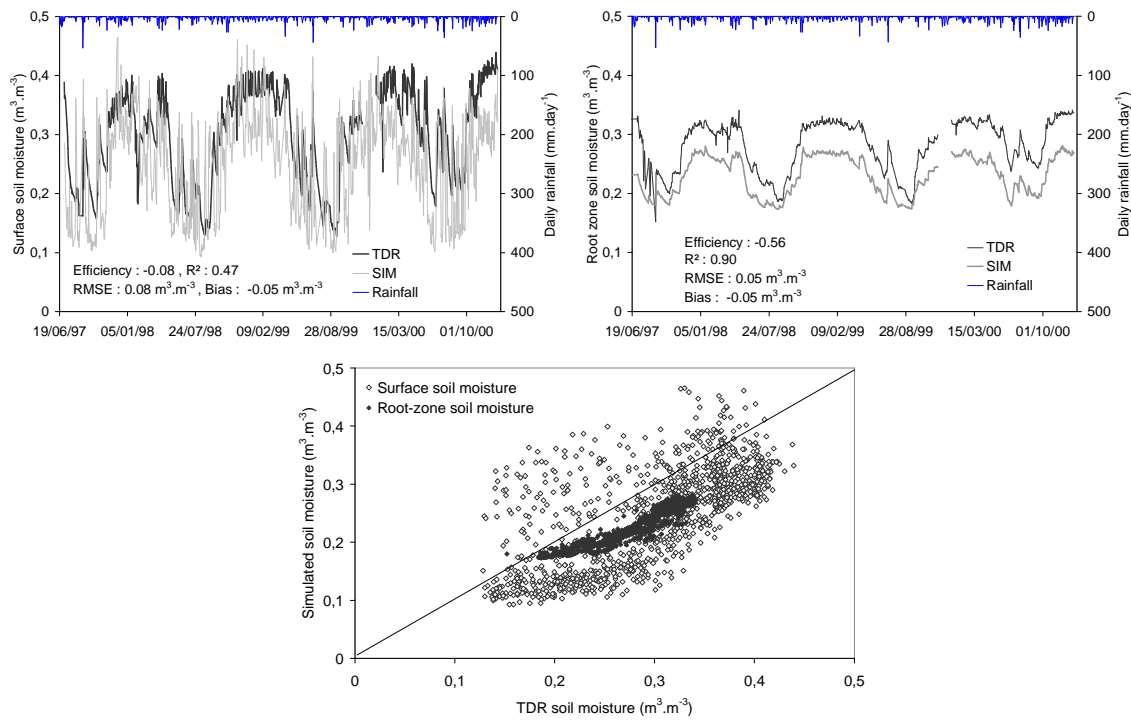 0,5
0,4
0,3
0,2
0,1
0
Surface soil moisture (m³.m⁻³)
0
100
200
300
400
500
Daily rainfall (mm.day⁻¹)
Efficiency : -0.08 , R² : 0.47
RMSE : 0.08 m³.m⁻³ , Bias : -0.05 m³.m⁻³
TDR
SIM
Rainfall
19/06/97 05/01/98 24/07/98 09/02/99 28/08/99 15/03/00 01/10/000
0,5
0,4
0,3
0,2
0,1
0
Root zone soil moisture (m³.m⁻³)
0
100
200
300
400
500
Daily rainfall (mm.day⁻¹)
Efficiency : -0.56
R² : 0.90
RMSE : 0.05 m³.m⁻³
Bias : -0.05 m³.m⁻³
TDR
SIM
Rainfall
19/06/97 05/01/98 24/07/98 09/02/99 28/08/99 15/03/00 01/10/000
0,5
0,4
0,3
0,2
0,1
0
Simulated soil moisture (m³.m⁻³)
Surface soil moisture
Root-zone soil moisture
0 0,1 0,2 0,3 0,4 0,5
TDR soil moisture (m³.m⁻³)